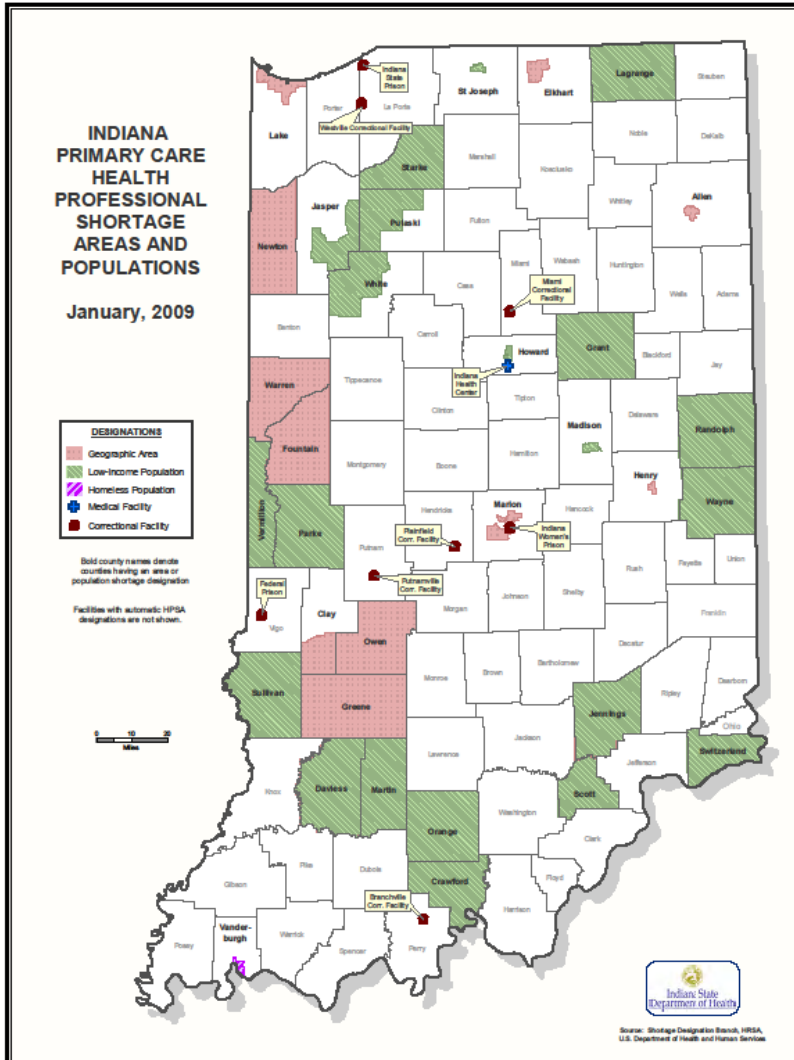 INDIANA
PRIMARY CARE
HEALTH
PROFESSIONAL
SHORTAGE
AREAS AND
POPULATIONS
January, 2009
DESIGNATIONS
Geographic Area
Low-Income Population
Homeless Population
Medical Facility
Correctional Facility
Bold county names denote
counties having an area or
population shortage designation
Facilities with automatic HPSA
designations are not shown.
0 5 10 20
Miles
Indiana
State
Prison
Lake
Porter
La Porte
Westville Correctional Facility
St Joseph
Elkhart
Lagrange
Steuben
Noble
DeKalb
Starke
Marshall
Kosciusko
Whitley
Allen
Newton
Jasper
Pulaski
Fulton
Miami
Wabash
Huntington
Wells
Adams
White
Cass
Miami
Correctional
Facility
Benton
Carroll
Howard
Grant
Blackford
Jay
Warren
Tippecanoe
Indiana
Health
Center
Clinton
Tipton
Madison
Delaware
Randolph
Fountain
Montgomery
Boone
Hamilton
Henry
Wayne
Vermillion
Parke
Putnam
Hendricks
Marion
Hancock
Plainfield
Corr. Facility
Indiana
Women's
Prison
Rush
Fayette
Union
Federal
Prison
Putnamville
Corr. Facility
Vigo
Clay
Owen
Morgan
Johnson
Shelby
Franklin
Decatur
Sullivan
Greene
Monroe
Brown
Bartholomew
Jennings
Ripley
Dearborn
Ohio
Switzerland
Knox
Daviess
Martin
Lawrence
Jackson
Jefferson
Scott
Orange
Washington
Clark
Gibson
Pike
Dubois
Crawford
Floyd
Harrison
Branchville
Corr. Facility
Posey
Vander-
burgh
Warrick
Spencer
Perry
Indiana State
Department of Health
Source: Shortage Designation Branch, HRSA,
U.S. Department of Health and Human Services